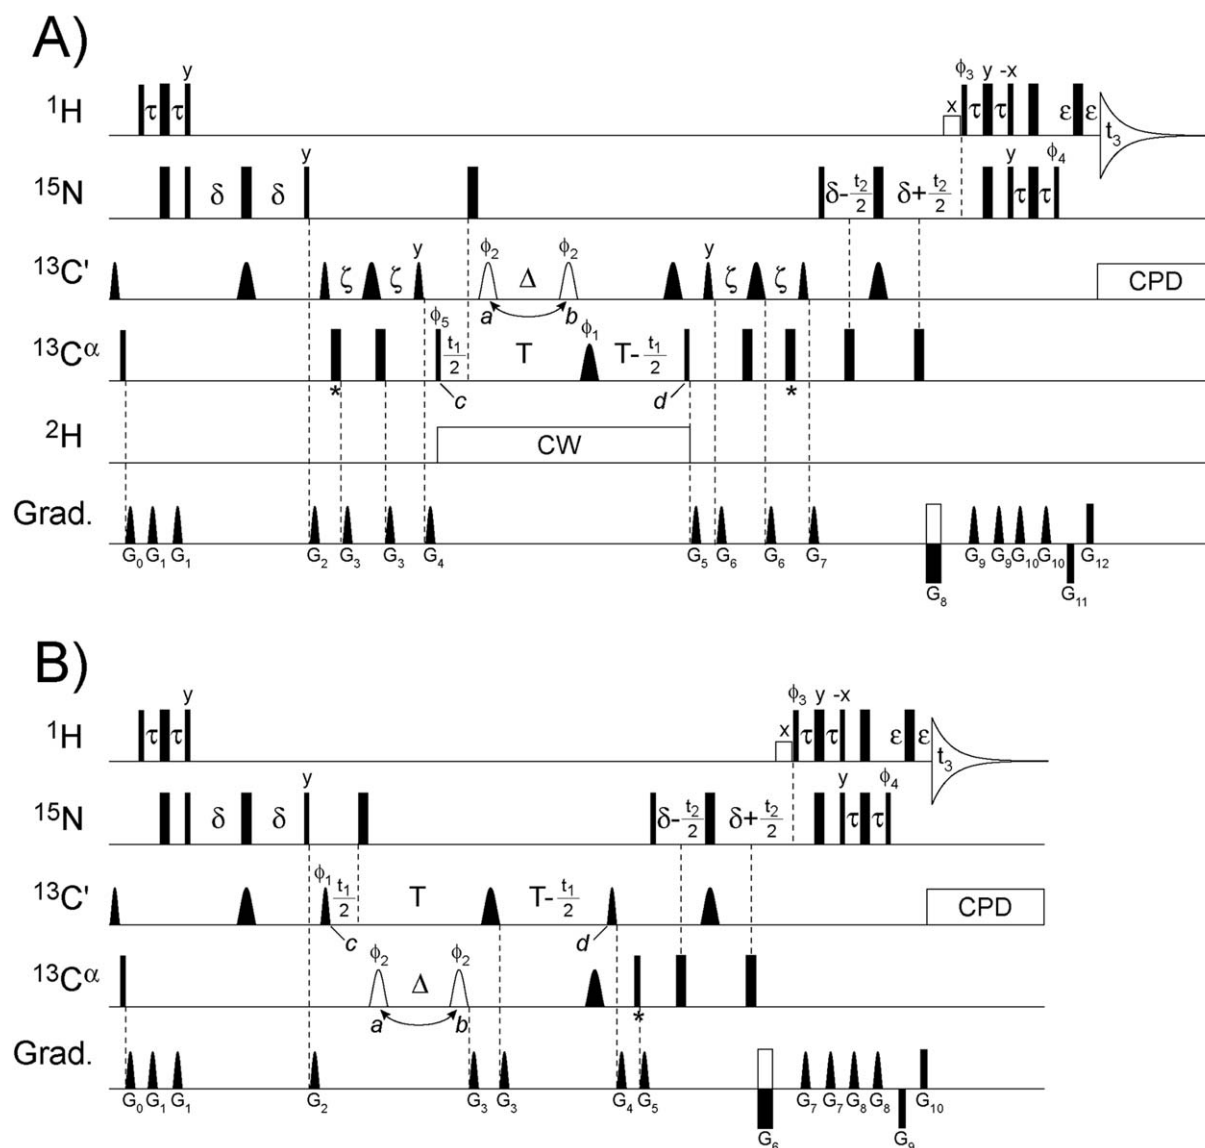 A)
y φ3 y -x
1H τ τ x τ τ ε ε t3
y y φ4
15N δ δ δ-t2/2 δ+t2/2 τ τ
y φ2 φ2 y
13C' ζ ζ Δ ζ ζ CPD
a b
φ5 φ1
13Cα t1/2 T T-t1/2
* c d *
2H CW
Grad.
G0 G1 G1 G2 G3 G3 G4 G5 G6 G6 G7 G8 G9 G9 G10 G10 G11 G12
B)
y φ3 y -x
1H τ τ x τ τ ε ε t3
y y φ4
15N δ δ δ-t2/2 δ+t2/2 τ τ
φ1
13C' t1/2 T T-t1/2 CPD
c d
φ2 φ2
13Cα Δ
a b *
Grad.
G0 G1 G1 G2 G3 G3 G4 G5 G6 G7 G7 G8 G8 G9 G10